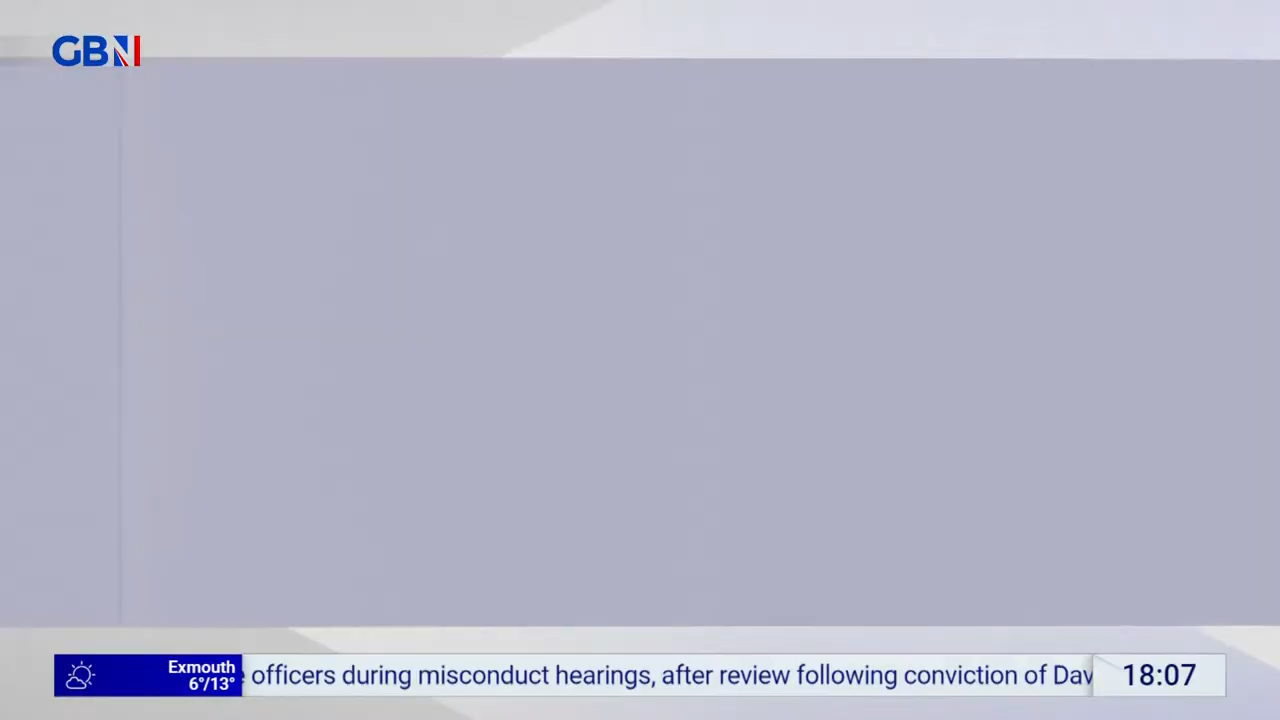 GBN
Exmouth
6°/13°
officers during misconduct hearings, after review following conviction of Dav
18:07